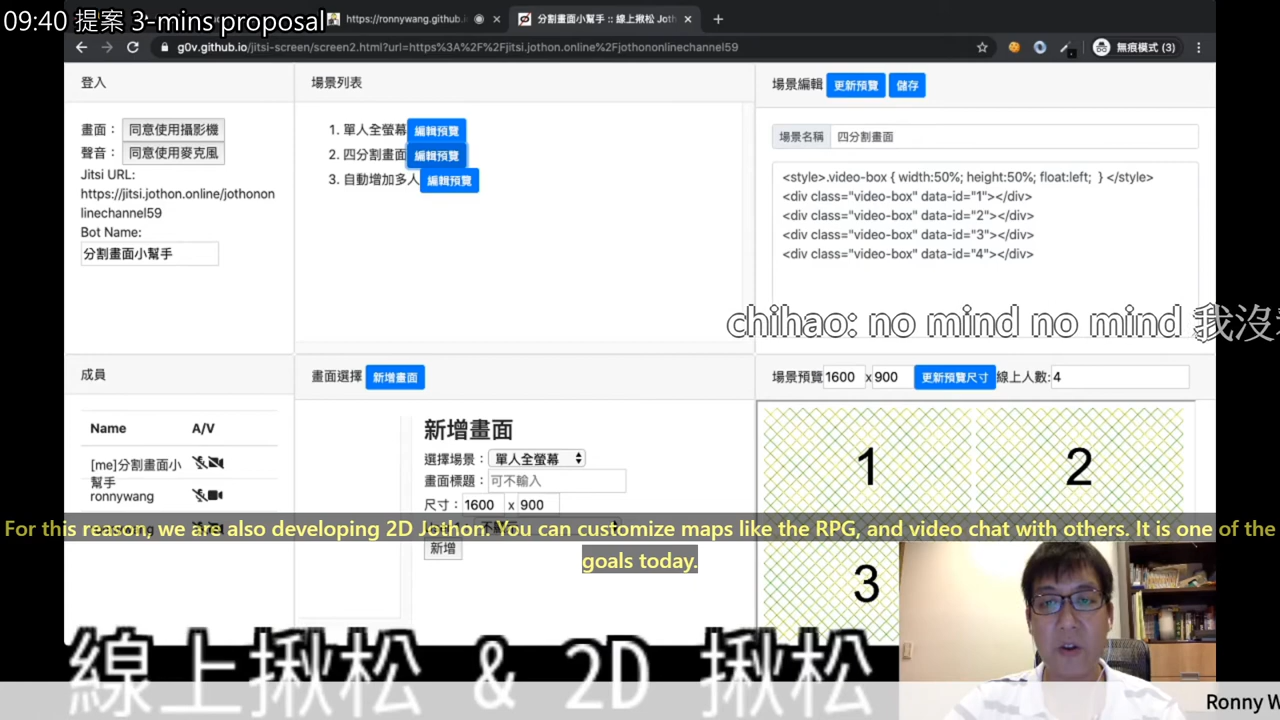 09:40 提案 3-mins proposal
https://ronnywang.github.i
分割畫面小幫手 :: 線上揪松 Joth
g0v.github.io/jitsi-screen/screen2.html?url=https%3A%2F%2Fjitsi.jothon.online%2Fjothononlinechannel59
無痕模式 (3)
登入
畫面： 同意使用攝影機
聲音： 同意使用麥克風
Jitsi URL:
https://jitsi.jothon.online/jothonon
linechannel59
Bot Name:
分割畫面小幫手
場景列表
1. 單人全螢幕 編輯預覽
2. 四分割畫面 編輯預覽
3. 自動增加多人 編輯預覽
場景編輯 更新預覽 儲存
場景名稱 四分割畫面
<style>.video-box { width:50%; height:50%; float:left; } </style>
<div class="video-box" data-id="1"></div>
<div class="video-box" data-id="2"></div>
<div class="video-box" data-id="3"></div>
<div class="video-box" data-id="4"></div>
chihao: no mind no mind 我沒
成員
Name A/V
[me]分割畫面小
幫手
ronnywang
畫面選擇 新增畫面
新增畫面
選擇場景： 單人全螢幕
畫面標題： 可不輸入
尺寸： 1600 x 900
新增
場景預覽 1600 x 900 更新預覽尺寸 線上人數: 4
1
2
3
For this reason, we are also developing 2D Jothon. You can customize maps like the RPG, and video chat with others. It is one of the
goals today.
線上揪松 & 2D 揪松
Ronny W